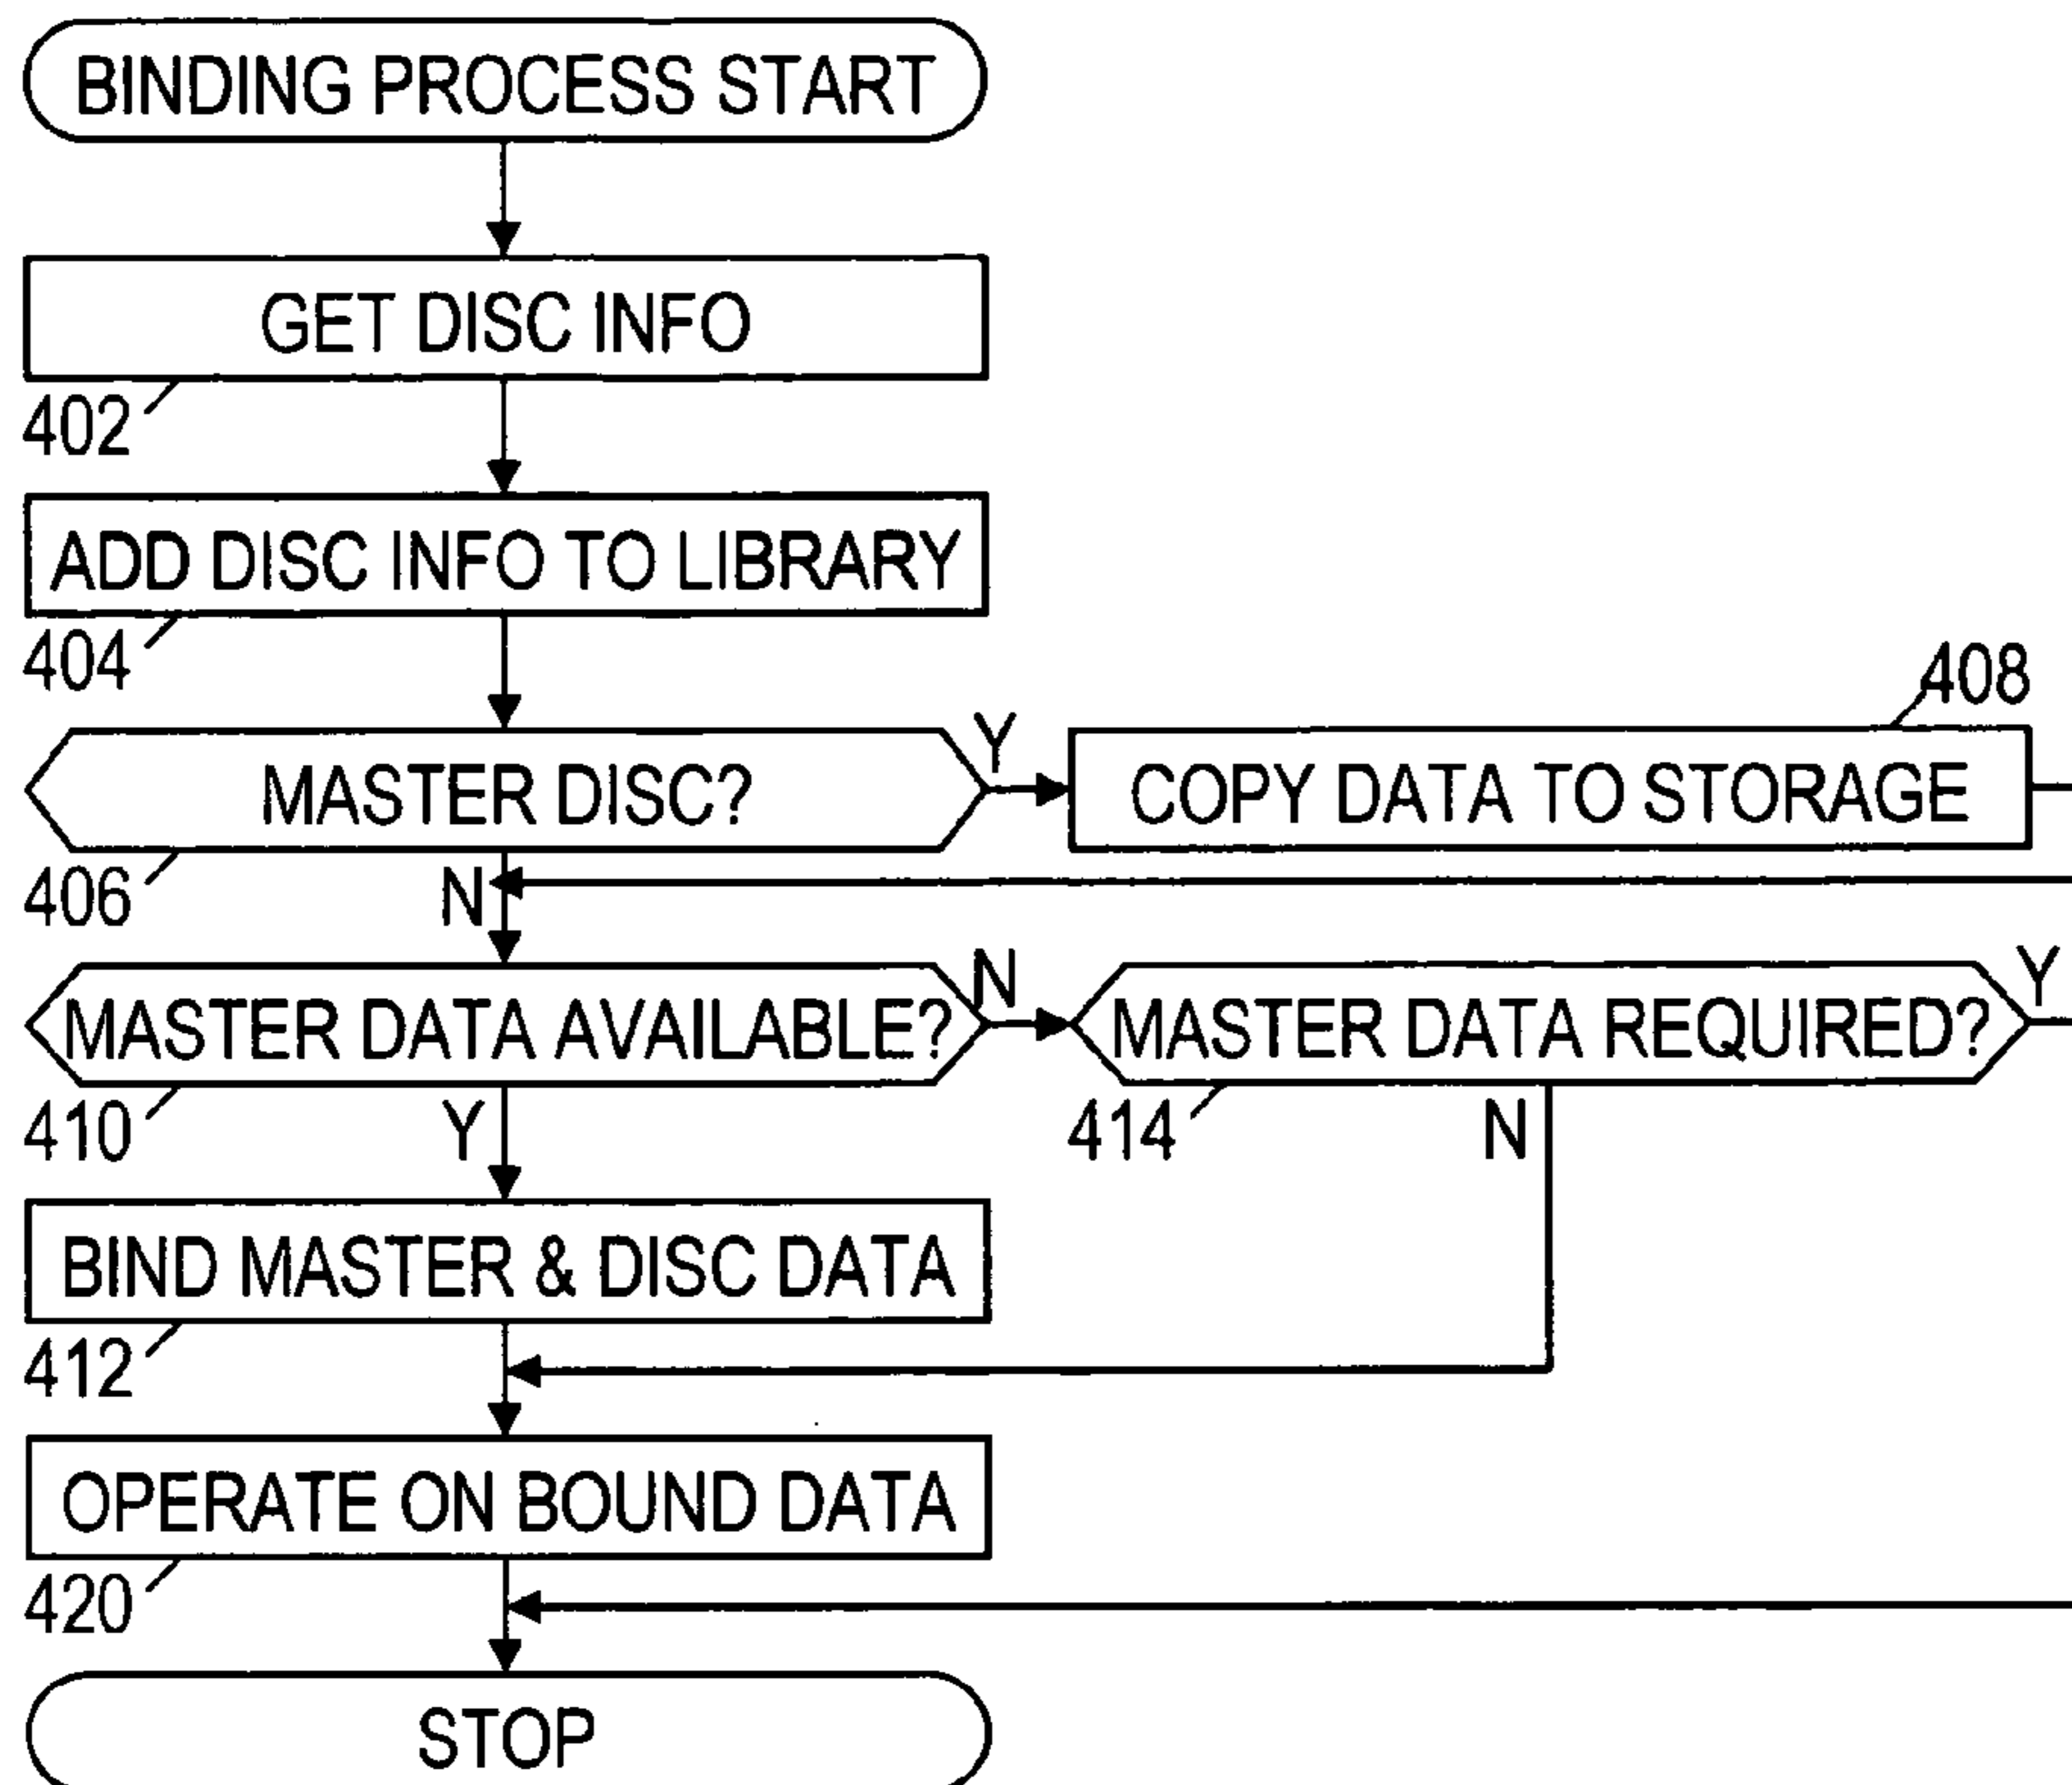 BINDING PROCESS START
GET DISC INFO
402
ADD DISC INFO TO LIBRARY
404
408
MASTER DISC?
Y
COPY DATA TO STORAGE
406
N
MASTER DATA AVAILABLE?
N
MASTER DATA REQUIRED?
Y
410
Y
414
N
BIND MASTER & DISC DATA
412
OPERATE ON BOUND DATA
420
STOP